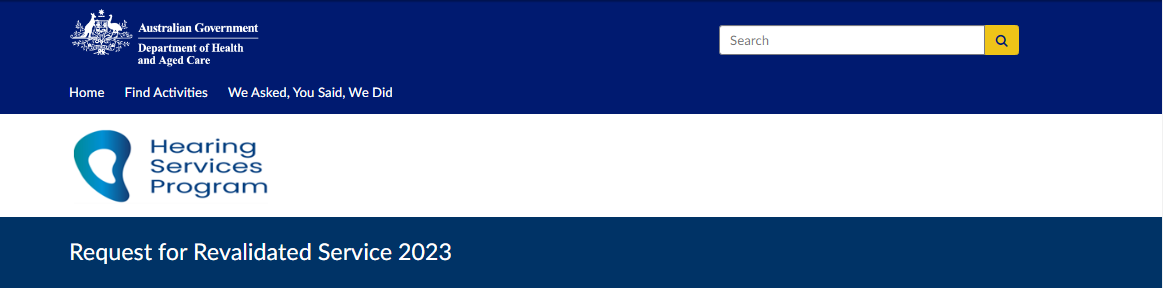 Australian Government
Department of Health
and Aged Care
Search
Home Find Activities We Asked, You Said, We Did
Hearing
Services
Program
Request for Revalidated Service 2023